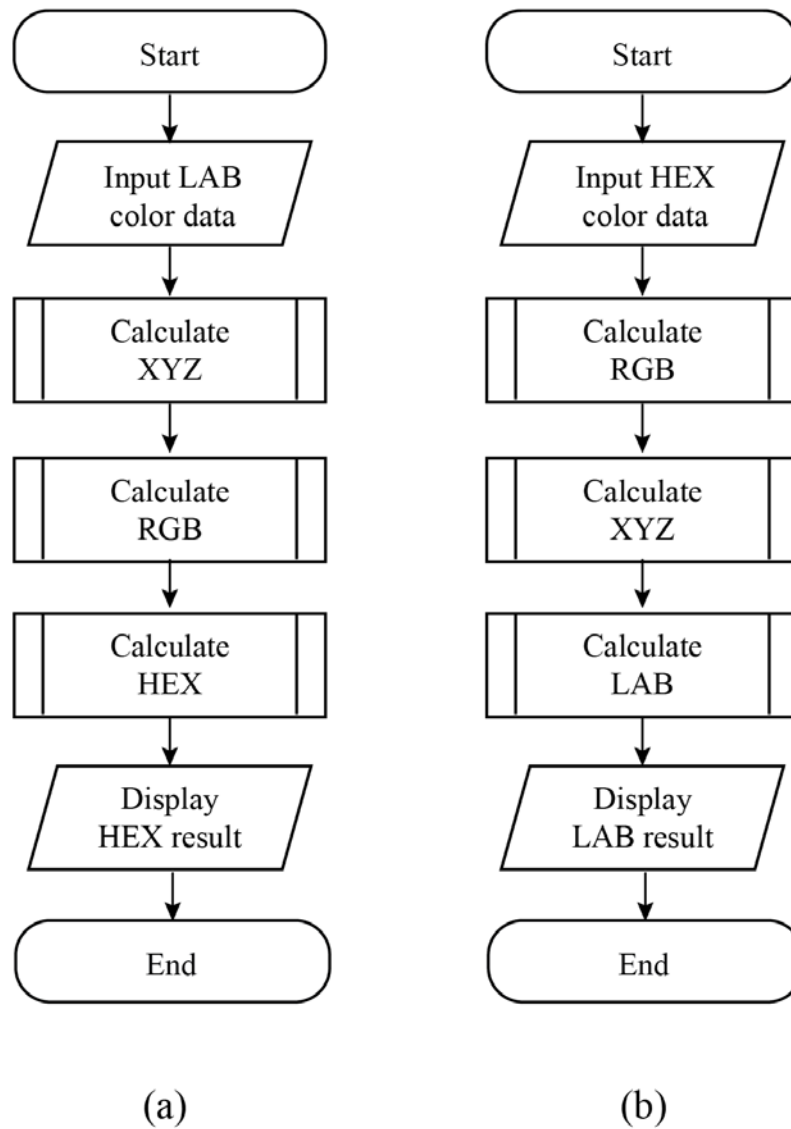 Start
Input LAB
color data
Calculate
XYZ
Calculate
RGB
Calculate
HEX
Display
HEX result
End
(a)
Start
Input HEX
color data
Calculate
RGB
Calculate
XYZ
Calculate
LAB
Display
LAB result
End
(b)